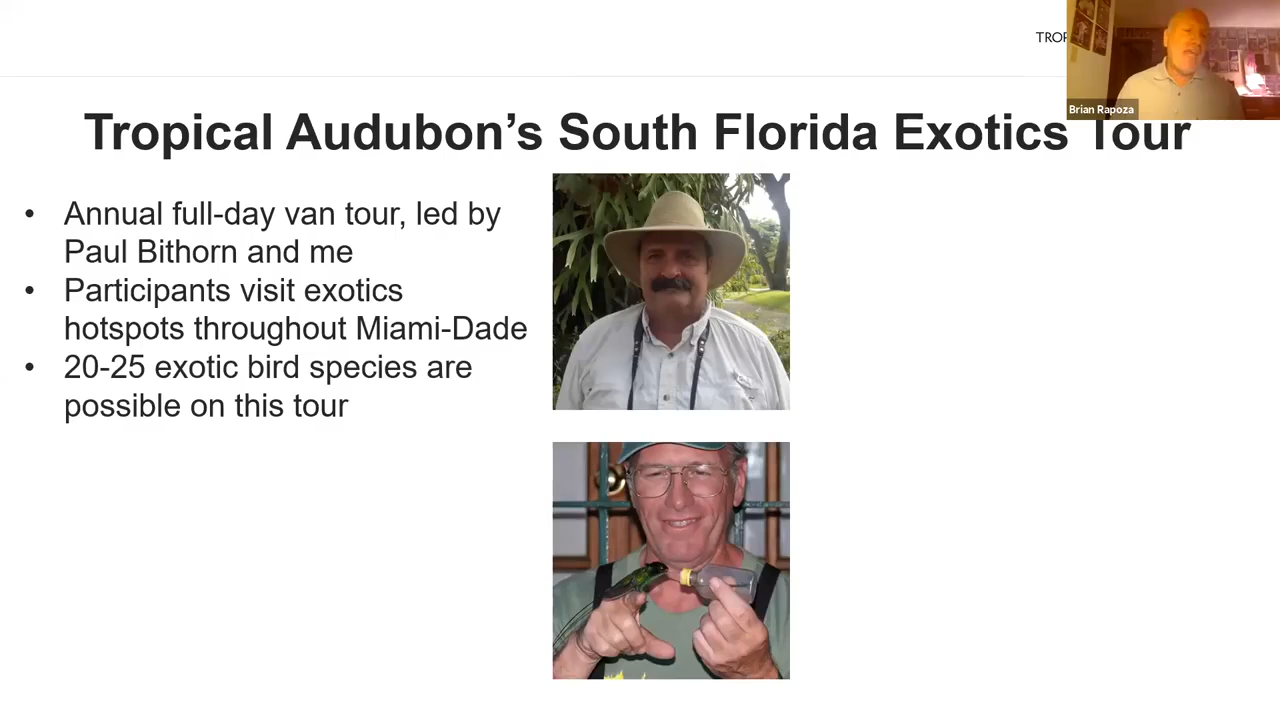 Brian Rapoza
Tropical Audubon's South Florida Exotics Tour
• Annual full-day van tour, led by
Paul Bithorn and me
• Participants visit exotics
hotspots throughout Miami-Dade
• 20-25 exotic bird species are
possible on this tour